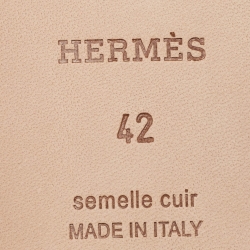 HERMÈS
42
semelle cuir
MADE IN ITALY